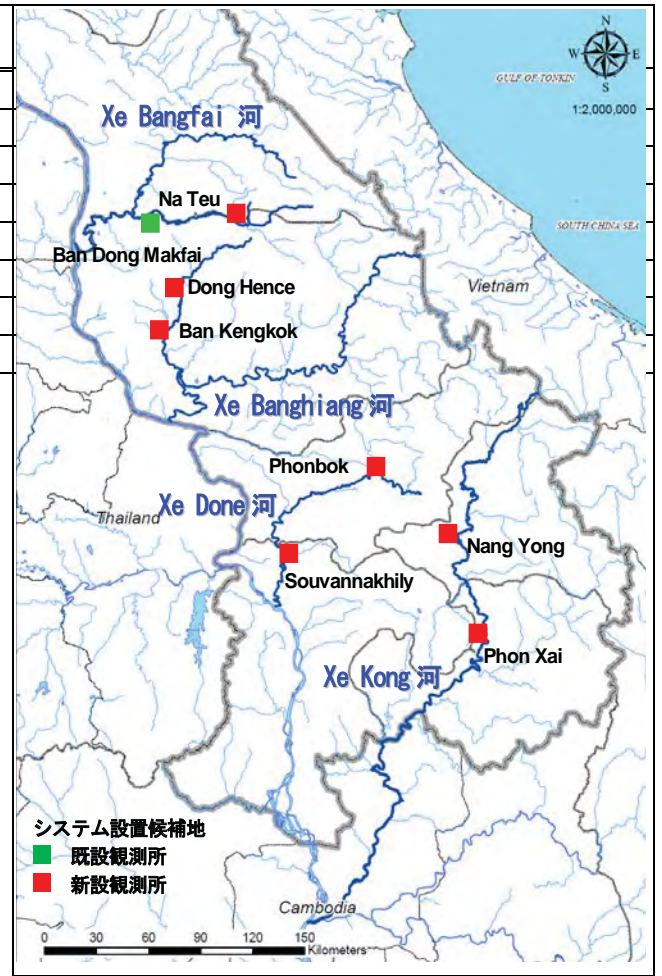 N
W E
S
GULF OF TONKIN
1:2,000,000
Xe Bangfai 河
Na Teu
SOUTH CHINA SEA
Ban Dong Makfai
Dong Hence
Vietnam
Ban Kengkok
Xe Banghiang 河
Phonbok
Xe Done 河
Thailand
Nang Yong
Souvannakhily
Phon Xai
Xe Kong 河
システム設置候補地
既設観測所
新設観測所
Cambodia
0 30 60 90 120 150
Kilometers